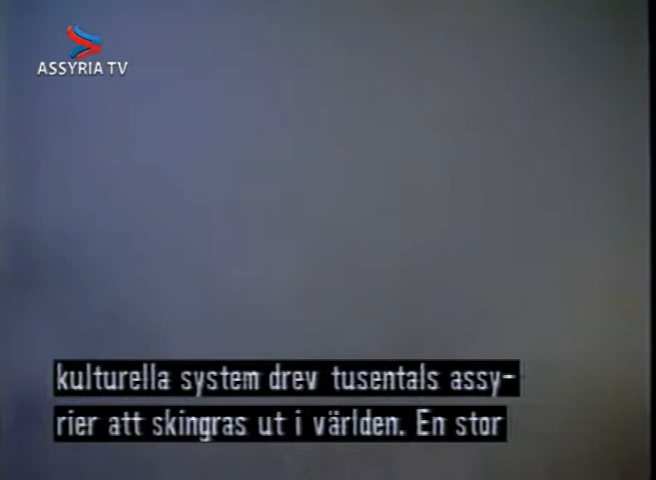 ASSYRIA TV
kulturella system drev tusentals assy-
rier att skingras ut i världen. En stor